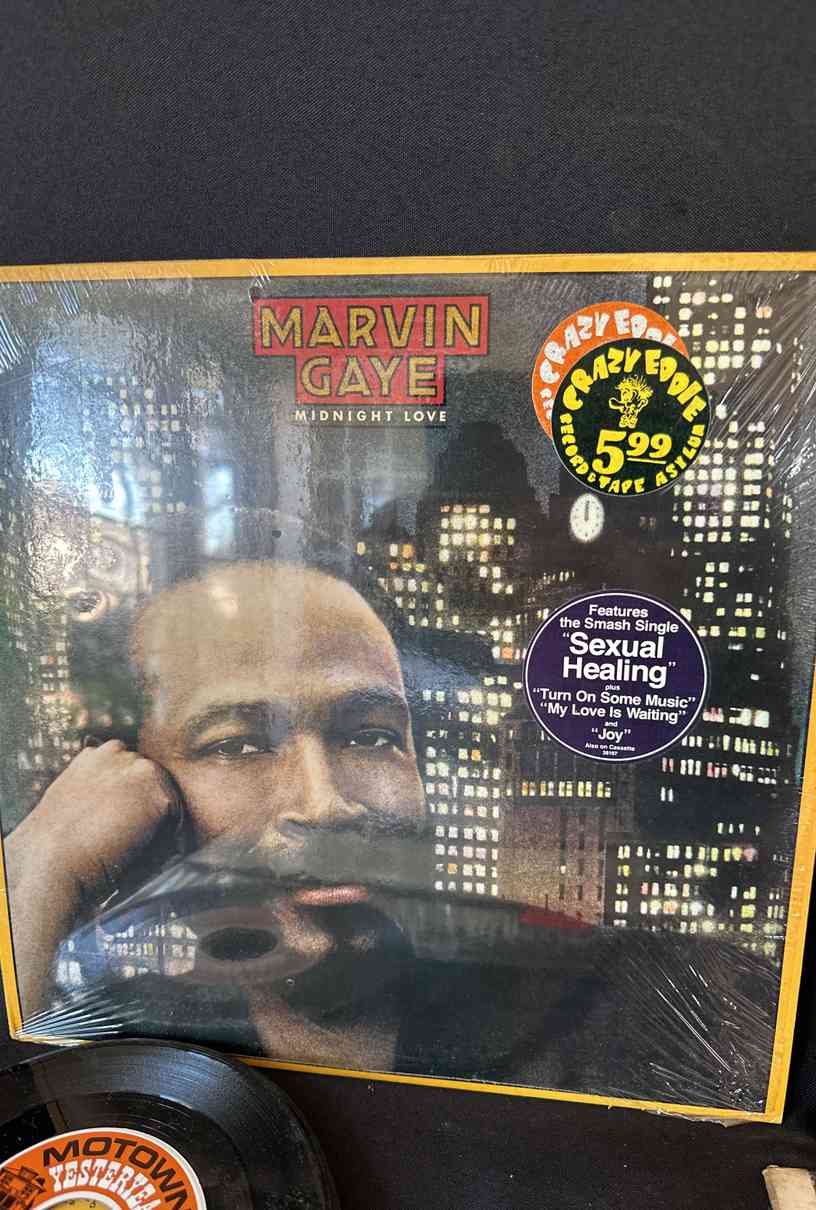 MARVIN
GAYE
MIDNIGHT LOVE
CRAZY EDDIE
CRAZY EDDIE
5.99
RECORD & TAPE ASYLUM
Features
the Smash Single
“Sexual
Healing”
plus
“Turn On Some Music”
“My Love Is Waiting”
and
“Joy”
Also on Cassette
38197
MOTOWN